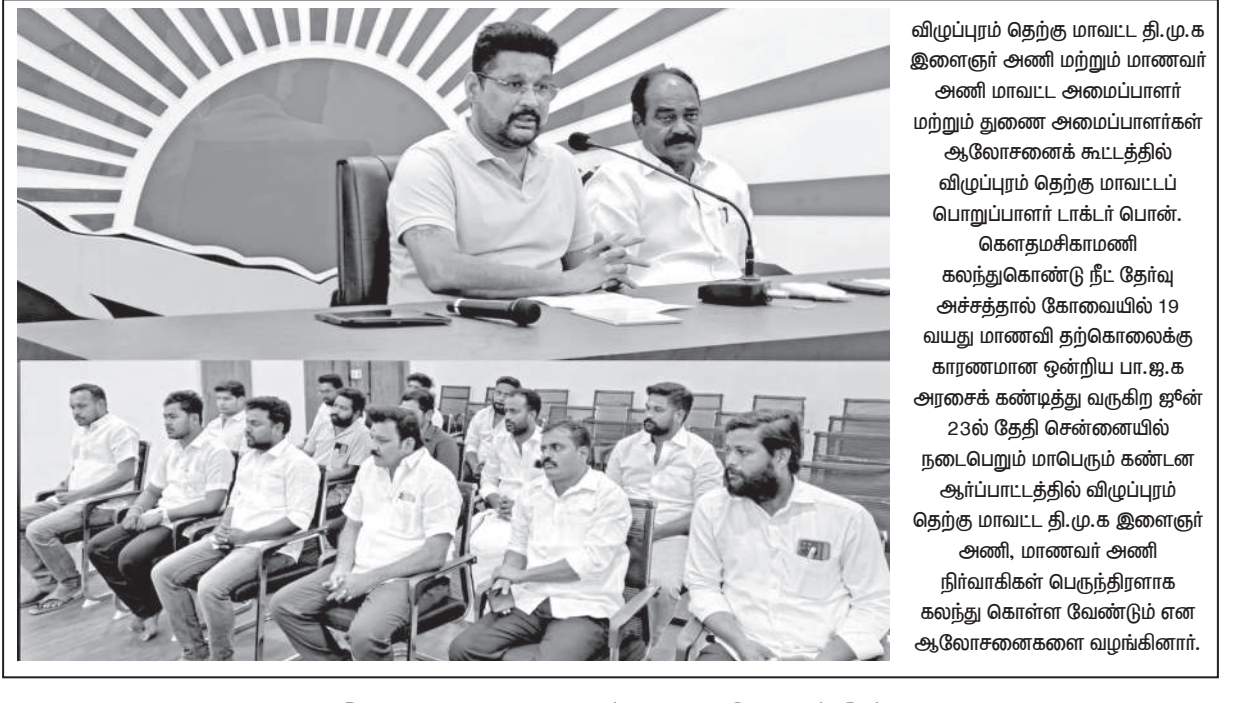 விழுப்புரம் தெற்கு மாவட்ட தி.மு.க
இளைஞர் அணி மற்றும் மாணவர்
அணி மாவட்ட அமைப்பாளர்
மற்றும் துணை அமைப்பாளர்கள்
ஆலோசனைக் கூட்டத்தில்
விழுப்புரம் தெற்கு மாவட்டப்
பொறுப்பாளர் டாக்டர் பொன்.
கௌதமசிகாமணி
கலந்துகொண்டு நீட் தேர்வு
அச்சத்தால் கோவையில் 19
வயது மாணவி தற்கொலைக்கு
காரணமான ஒன்றிய பா.ஜ.க
அரசைக் கண்டித்து வருகிற ஜூன்
23ல் தேதி சென்னையில்
நடைபெறும் மாபெரும் கண்டன
ஆர்ப்பாட்டத்தில் விழுப்புரம்
தெற்கு மாவட்ட தி.மு.க இளைஞர்
அணி, மாணவர் அணி
நிர்வாகிகள் பெருந்திரளாக
கலந்து கொள்ள வேண்டும் என
ஆலோசனைகளை வழங்கினார்.